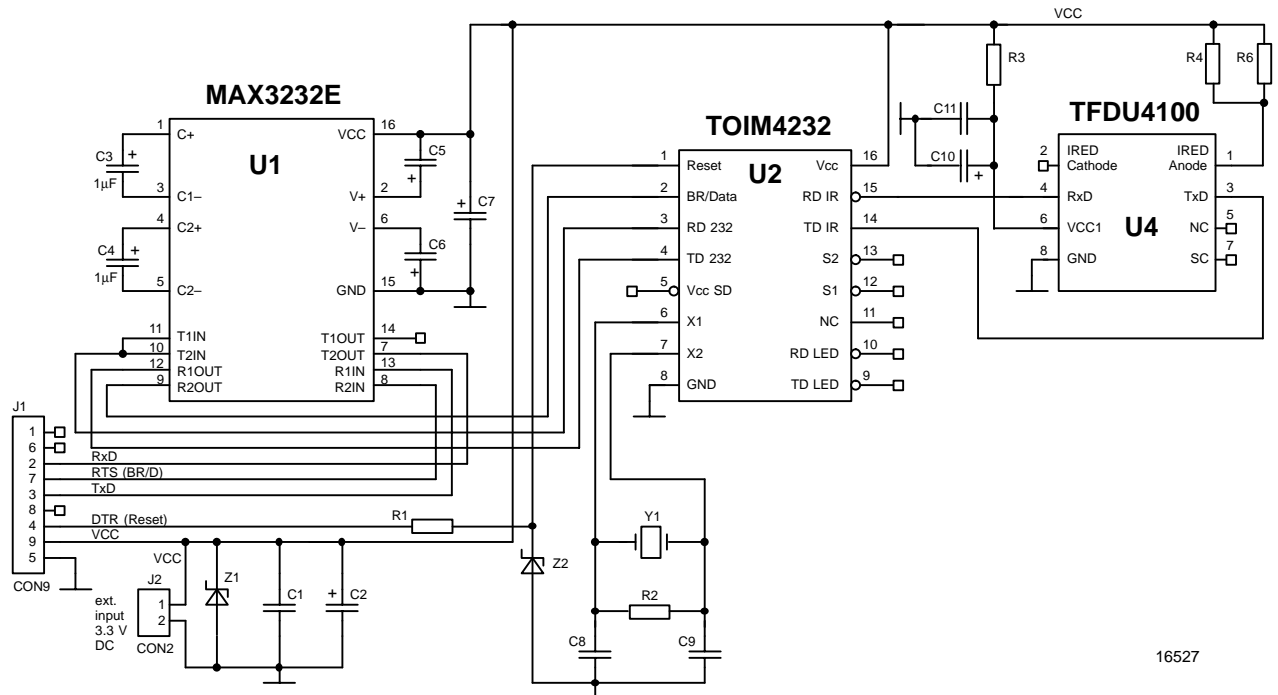 VCC
R3
R4
R6
MAX3232E
U1
1 C+
VCC 16
C3 +
1μF
3 C1–
V+ 2
C5 +
4 C2+
V– 6
C4 +
1μF
5 C2–
GND 15
C6 +
+ C7
11 T1IN
T1OUT 14
10 T2IN
T2OUT 7
12 R1OUT
R1IN 13
9 R2OUT
R2IN 8
TOIM4232
U2
1 Reset
Vcc 16
2 BR/Data
RD IR 15
3 RD 232
TD IR 14
4 TD 232
S2 13
5 Vcc SD
S1 12
6 X1
NC 11
7 X2
RD LED 10
8 GND
TD LED 9
C11
C10 +
TFDU4100
U4
2 IRED Cathode
IRED Anode 1
4 RxD
TxD 3
6 VCC1
NC 5
8 GND
SC 7
J1
1
6
2 RxD
7 RTS (BR/D)
3 TxD
8
4 DTR (Reset)
9 VCC
5
CON9
R1
VCC
J2
1
2
CON2
ext.
input
3.3 V
DC
Z1
C1
+ C2
Z2
Y1
R2
C8
C9
16527